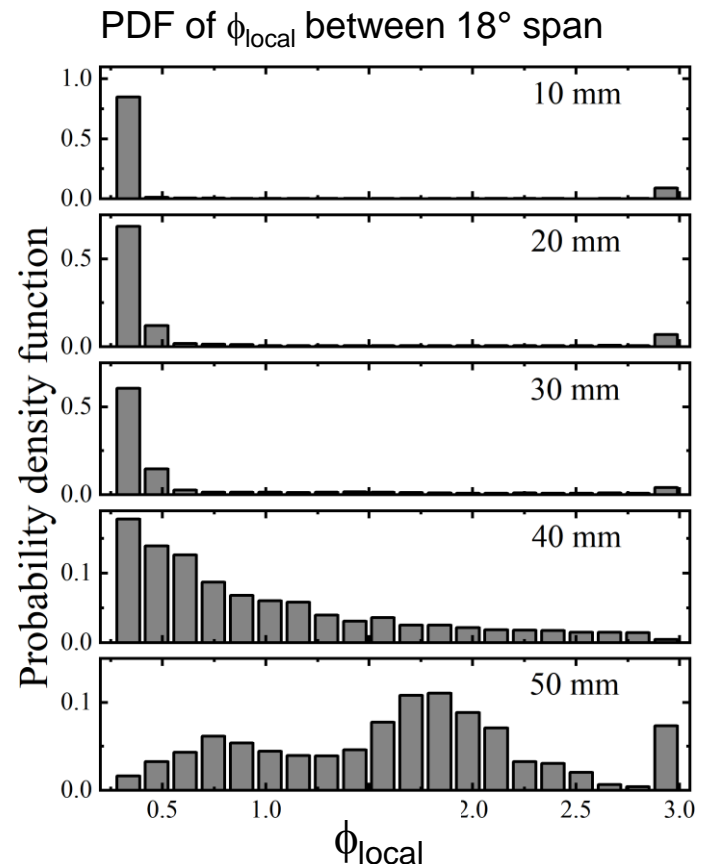 PDF of ϕlocal between 18° span
Probability density function
1.0
0.5
0.0
10 mm
0.5
0.0
20 mm
0.5
0.0
30 mm
0.1
0.0
40 mm
0.1
0.0
50 mm
0.5 1.0 2.0 2.5 3.0
ϕlocal